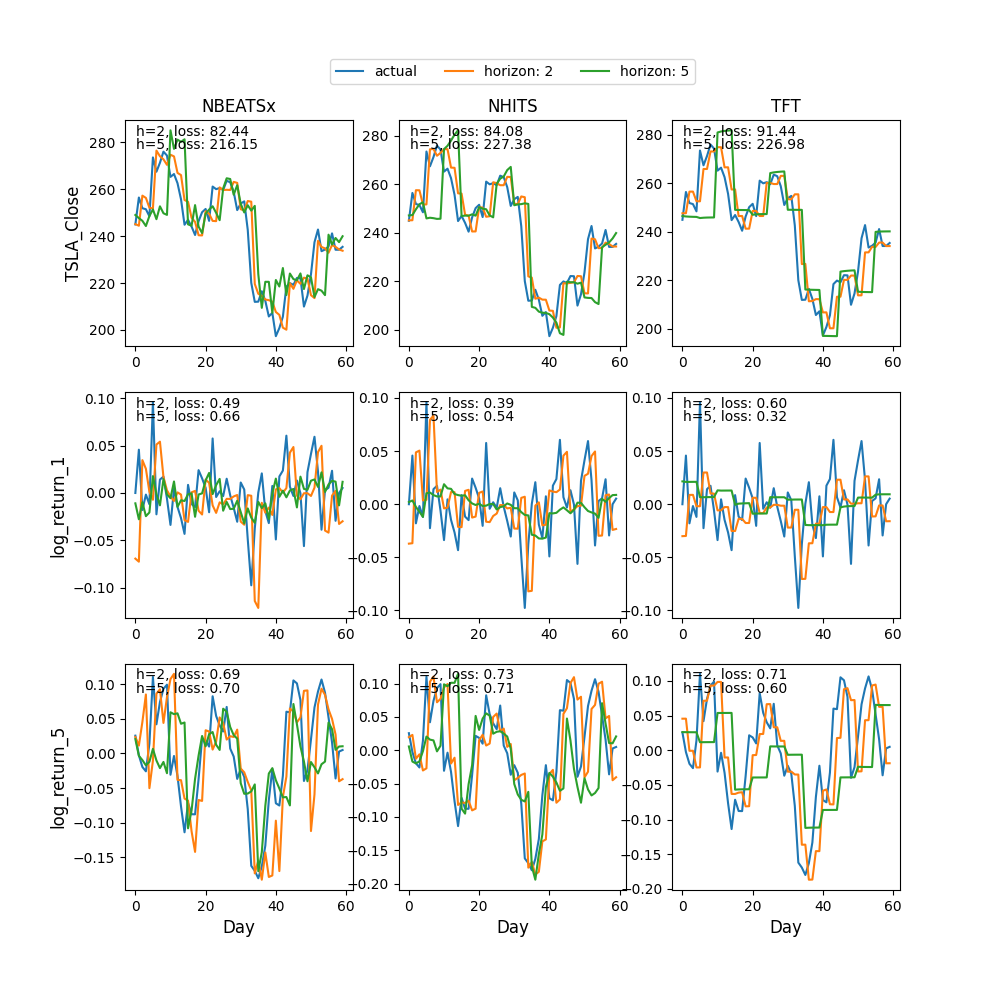 actual horizon: 2 horizon: 5
NBEATSx NHITS TFT
TSLA_Close
h=2, loss: 82.44
h=5, loss: 216.15
280
260
240
220
200
0 20 40 60
h=2, loss: 84.08
h=5, loss: 227.38
280
260
240
220
200
0 20 40 60
h=2, loss: 91.44
h=5, loss: 226.98
280
260
240
220
200
0 20 40 60
log_return_1
h=2, loss: 0.49
h=5, loss: 0.66
0.10
0.05
0.00
−0.05
−0.10
0 20 40 60
h=2, loss: 0.39
h=5, loss: 0.54
0.10
0.05
0.00
−0.05
−0.10
0 20 40 60
h=2, loss: 0.60
h=5, loss: 0.32
0.10
0.05
0.00
−0.05
−0.10
0 20 40 60
log_return_5
h=2, loss: 0.69
h=5, loss: 0.70
0.10
0.05
0.00
−0.05
−0.10
−0.15
0 20 40 60
Day
h=2, loss: 0.73
h=5, loss: 0.71
0.10
0.05
0.00
−0.05
−0.10
−0.15
−0.20
0 20 40 60
Day
h=2, loss: 0.71
h=5, loss: 0.60
0.10
0.05
0.00
−0.05
−0.10
−0.15
−0.20
0 20 40 60
Day